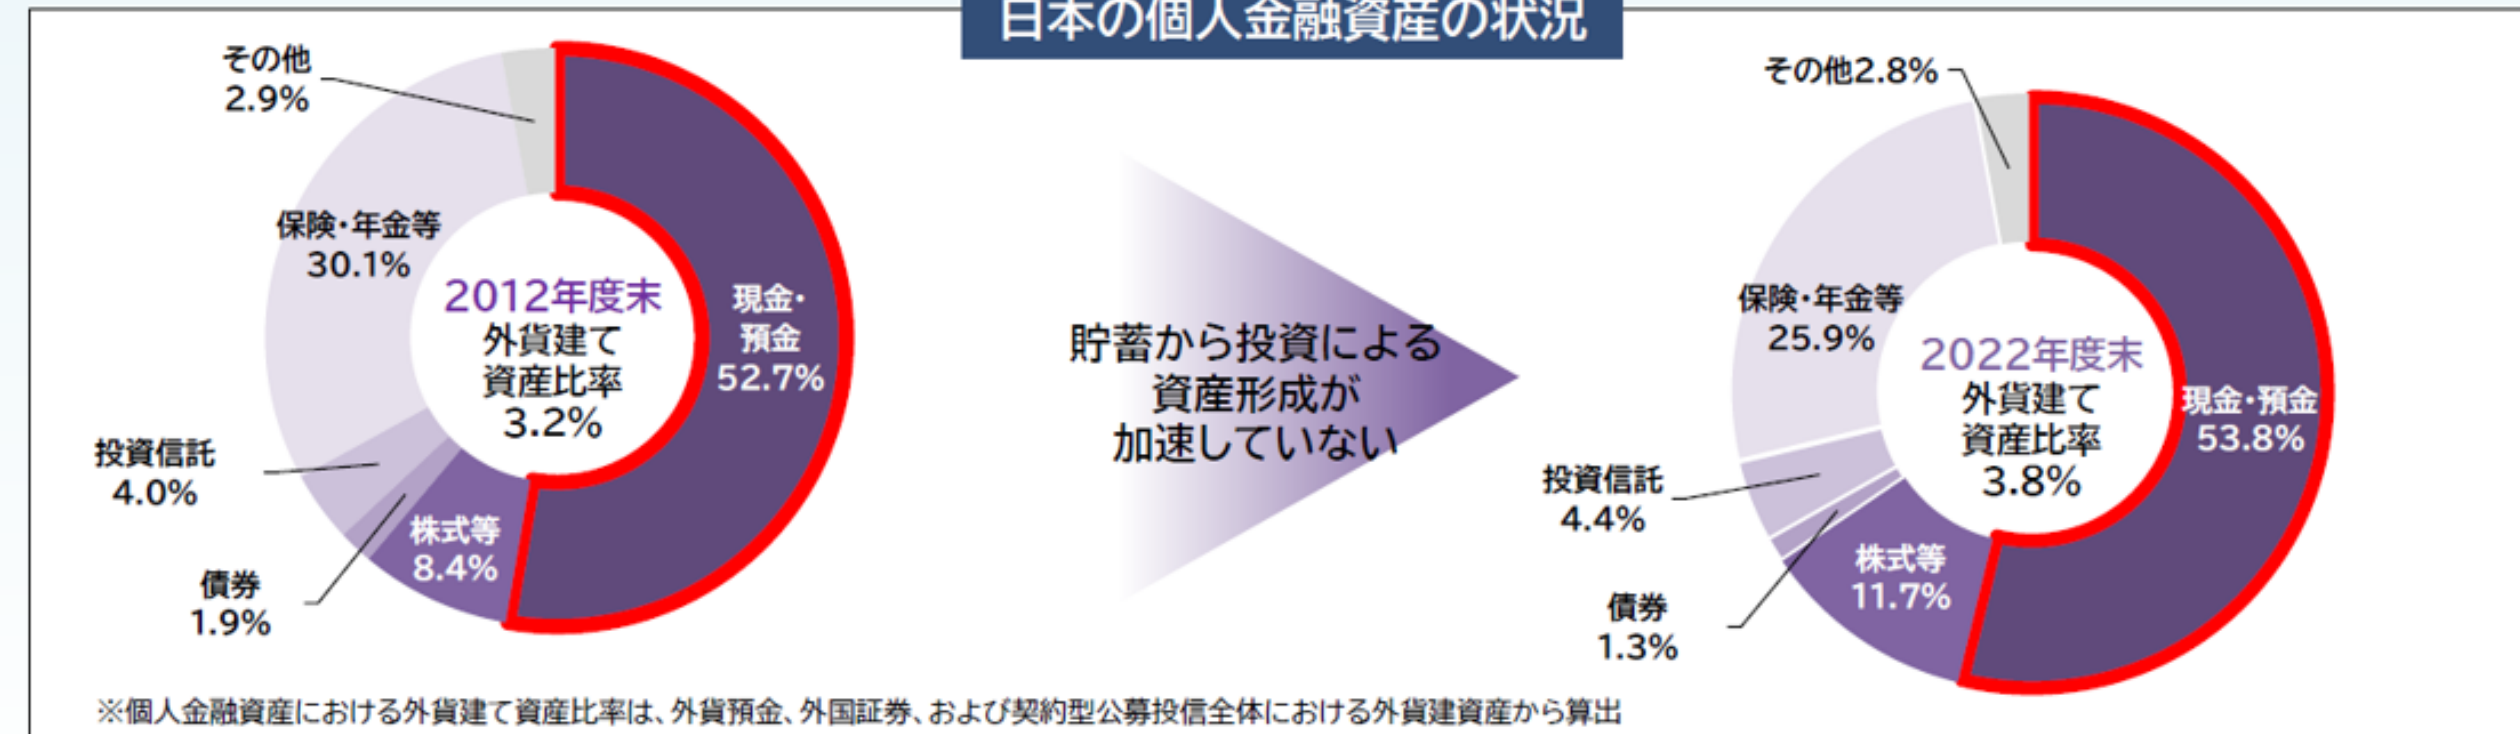 日本の個人金融資産の状況
その他
2.9%
保険・年金等
30.1%
投資信託
4.0%
債券
1.9%
株式等
8.4%
現金・
預金
52.7%
2012年度末
外貨建て
資産比率
3.2%
貯蓄から投資による
資産形成が
加速していない
その他2.8%
保険・年金等
25.9%
投資信託
4.4%
債券
1.3%
株式等
11.7%
現金・預金
53.8%
2022年度末
外貨建て
資産比率
3.8%
※個人金融資産における外貨建て資産比率は、外貨預金、外国証券、および契約型公募投信全体における外貨建資産から算出